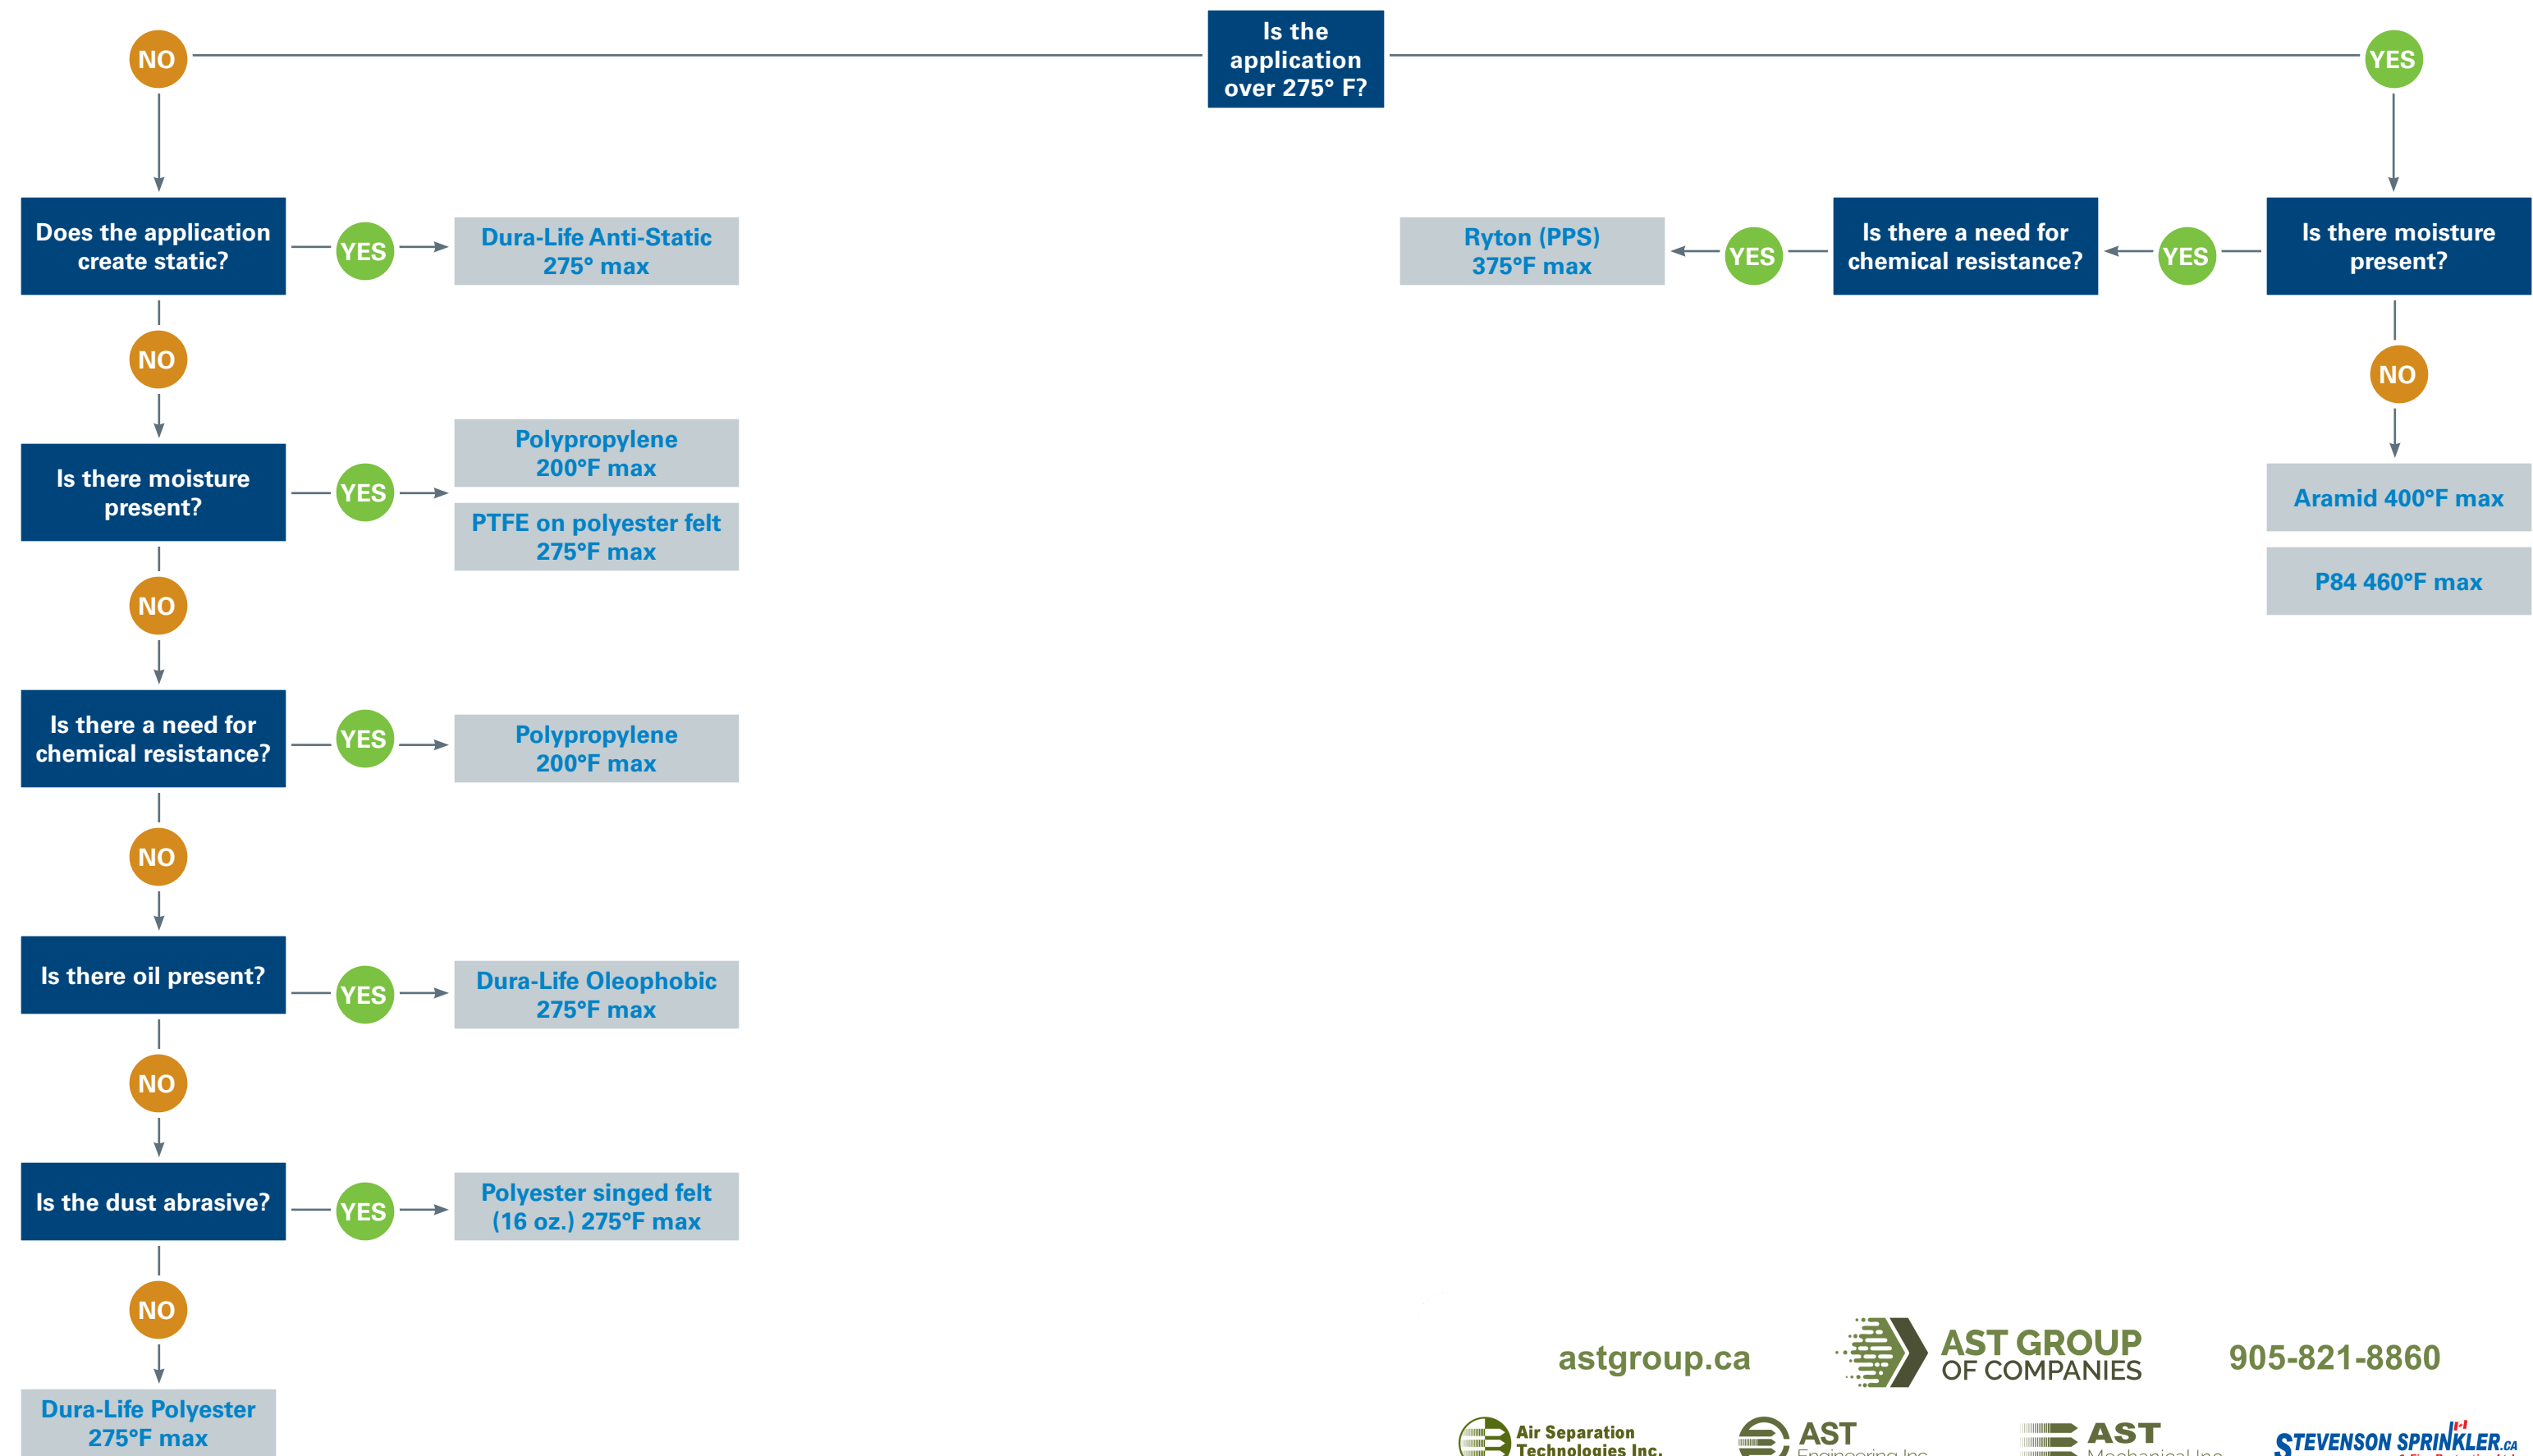 Is the
application
over 275° F?
NO
YES
Does the application
create static?
YES
Dura-Life Anti-Static
275° max
Ryton (PPS)
375°F max
YES
Is there a need for
chemical resistance?
YES
Is there moisture
present?
NO
NO
Is there moisture
present?
YES
Polypropylene
200°F max
PTFE on polyester felt
275°F max
Aramid 400°F max
P84 460°F max
NO
Is there a need for
chemical resistance?
YES
Polypropylene
200°F max
NO
Is there oil present?
YES
Dura-Life Oleophobic
275°F max
NO
Is the dust abrasive?
YES
Polyester singed felt
(16 oz.) 275°F max
NO
Dura-Life Polyester
275°F max
astgroup.ca
AST GROUP
OF COMPANIES
905-821-8860
Air Separation
Technologies Inc.
AST
Engineering Inc.
AST
Mechanical Inc.
STEVENSON SPRINKLER.CA